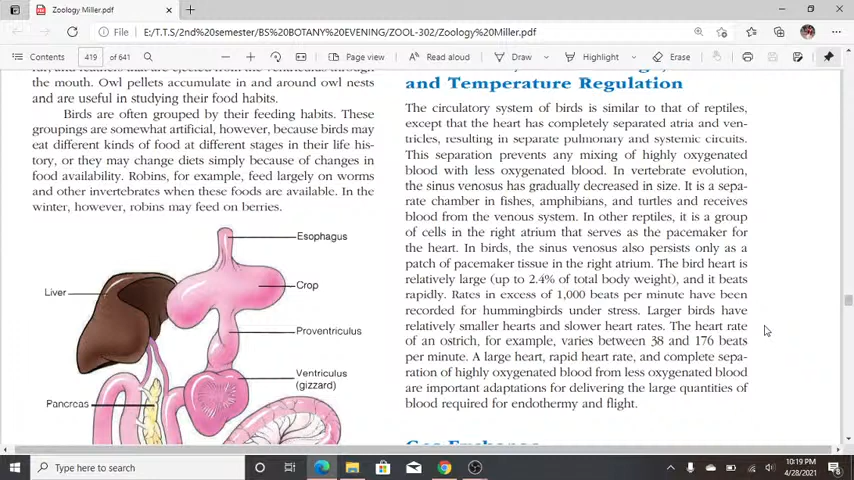 Zoology Miller.pdf
File
E:/T.T.S/2nd%20semester/BS%20BOTANY%20EVENING/ZOOL-302/Zoology%20Miller.pdf
Contents
419
of 641
Page view
Read aloud
Draw
Highlight
Erase
the mouth. Owl pellets accumulate in and around owl nests
and are useful in studying their food habits.
Birds are often grouped by their feeding habits. These
groupings are somewhat artificial, however, because birds may
eat different kinds of food at different stages in their life his-
tory, or they may change diets simply because of changes in
food availability. Robins, for example, feed largely on worms
and other invertebrates when these foods are available. In the
winter, however, robins may feed on berries.
Esophagus
Liver
Crop
Proventriculus
Ventriculus
(gizzard)
Pancreas
and Temperature Regulation
The circulatory system of birds is similar to that of reptiles,
except that the heart has completely separated atria and ven-
tricles, resulting in separate pulmonary and systemic circuits.
This separation prevents any mixing of highly oxygenated
blood with less oxygenated blood. In vertebrate evolution,
the sinus venosus has gradually decreased in size. It is a sepa-
rate chamber in fishes, amphibians, and turtles and receives
blood from the venous system. In other reptiles, it is a group
of cells in the right atrium that serves as the pacemaker for
the heart. In birds, the sinus venosus also persists only as a
patch of pacemaker tissue in the right atrium. The bird heart is
relatively large (up to 2.4% of total body weight), and it beats
rapidly. Rates in excess of 1,000 beats per minute have been
recorded for hummingbirds under stress. Larger birds have
relatively smaller hearts and slower heart rates. The heart rate
of an ostrich, for example, varies between 38 and 176 beats
per minute. A large heart, rapid heart rate, and complete sepa-
ration of highly oxygenated blood from less oxygenated blood
are important adaptations for delivering the large quantities of
blood required for endothermy and flight.
Type here to search
10:19 PM
4/28/2021